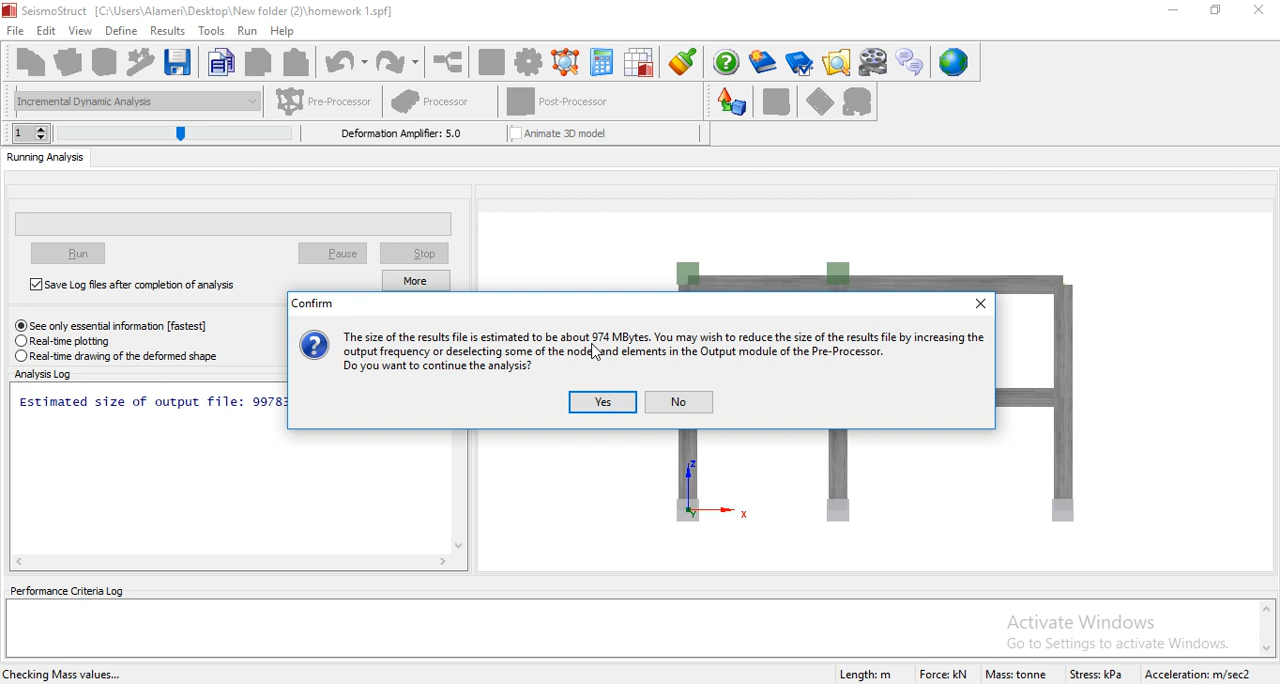 SeismoStruct [C:\Users\Alameri\Desktop\New folder (2)\homework 1.spf]
File Edit View Define Results Tools Run Help
Incremental Dynamic Analysis Pre-Processor Processor Post-Processor
1 Deformation Amplifier: 5.0 Animate 3D model
Running Analysis
Run Pause Stop
Save Log files after completion of analysis More
Confirm
See only essential information [fastest]
Real-time plotting
Real-time drawing of the deformed shape
The size of the results file is estimated to be about 974 MBytes. You may wish to reduce the size of the results file by increasing the
output frequency or deselecting some of the node and elements in the Output module of the Pre-Processor.
Do you want to continue the analysis?
Yes No
Analysis Log
Estimated size of output file: 9978
Z
Y X
Performance Criteria Log
Activate Windows
Go to Settings to activate Windows.
Checking Mass values... Length: m Force: kN Mass: tonne Stress: kPa Acceleration: m/sec2